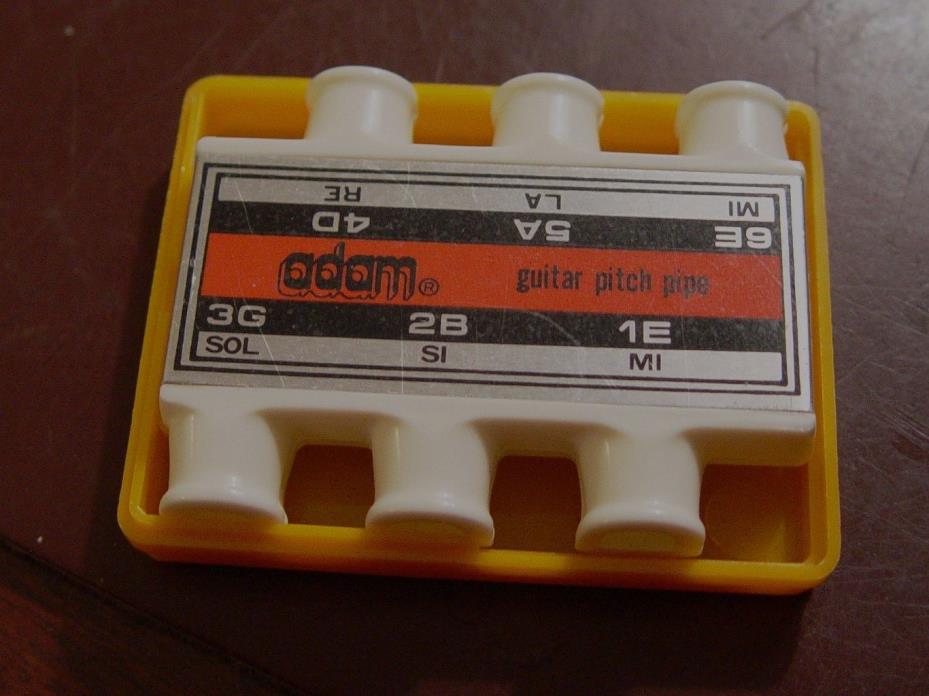 RE LA MI
4D 5A 6E
adam® guitar pitch pipe
3G 2B 1E
SOL SI MI